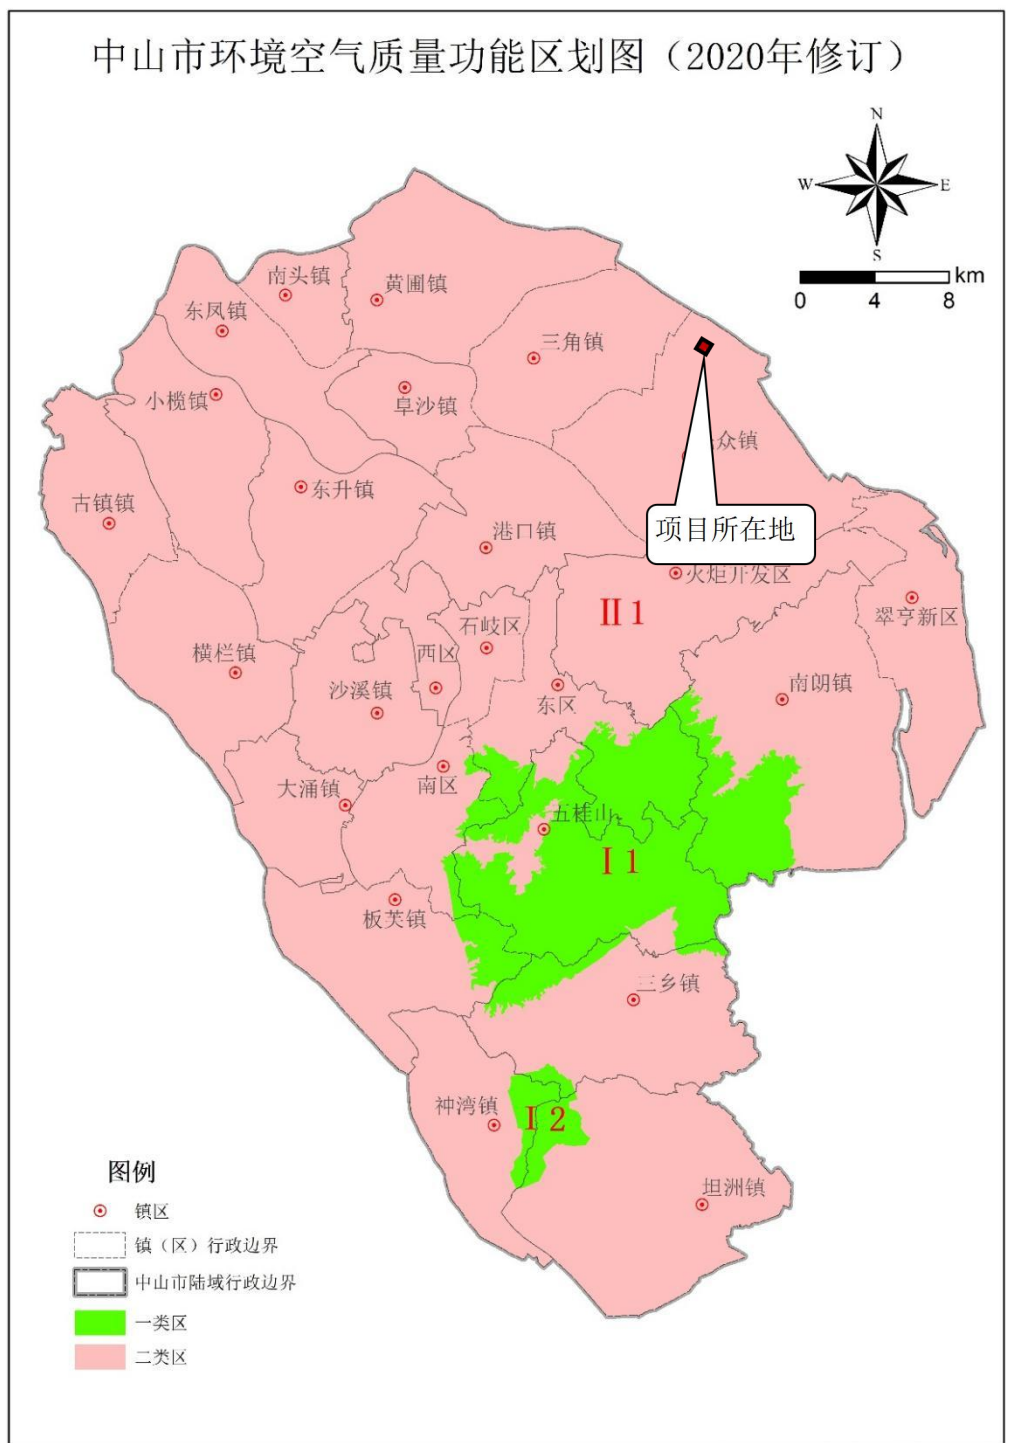 中山市环境空气质量功能区划图（2020年修订）
N
W
E
S
km
0
4
8
南头镇
黄圃镇
东凤镇
三角镇
小榄镇
阜沙镇
众镇
东升镇
古镇镇
港口镇
项目所在地
火炬开发区
翠亨新区
II 1
石岐区
横栏镇
西区
沙溪镇
东区
南朗镇
南区
大涌镇
五桂山
I 1
板芙镇
三乡镇
神湾镇
I 2
坦洲镇
图例
镇区
镇（区）行政边界
中山市陆域行政边界
一类区
二类区